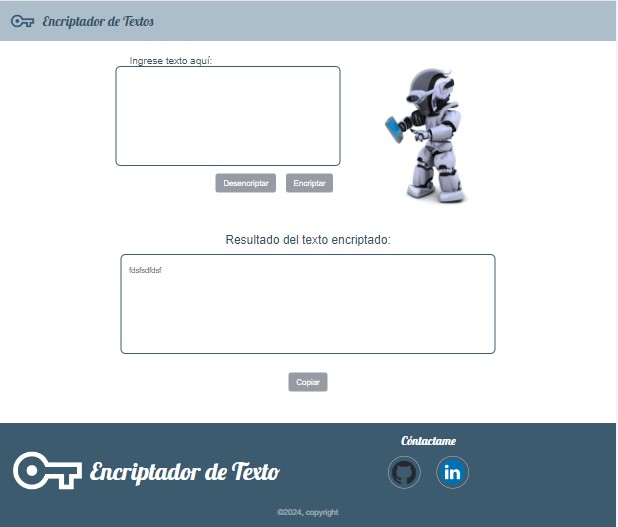 Encriptador de Textos
Ingrese texto aquí:
Desencriptar
Encriptar
Resultado del texto encriptado:
fdsfsdfdsf
Copiar
Cóntactame
Encriptador de Texto
in
©2024, copyright